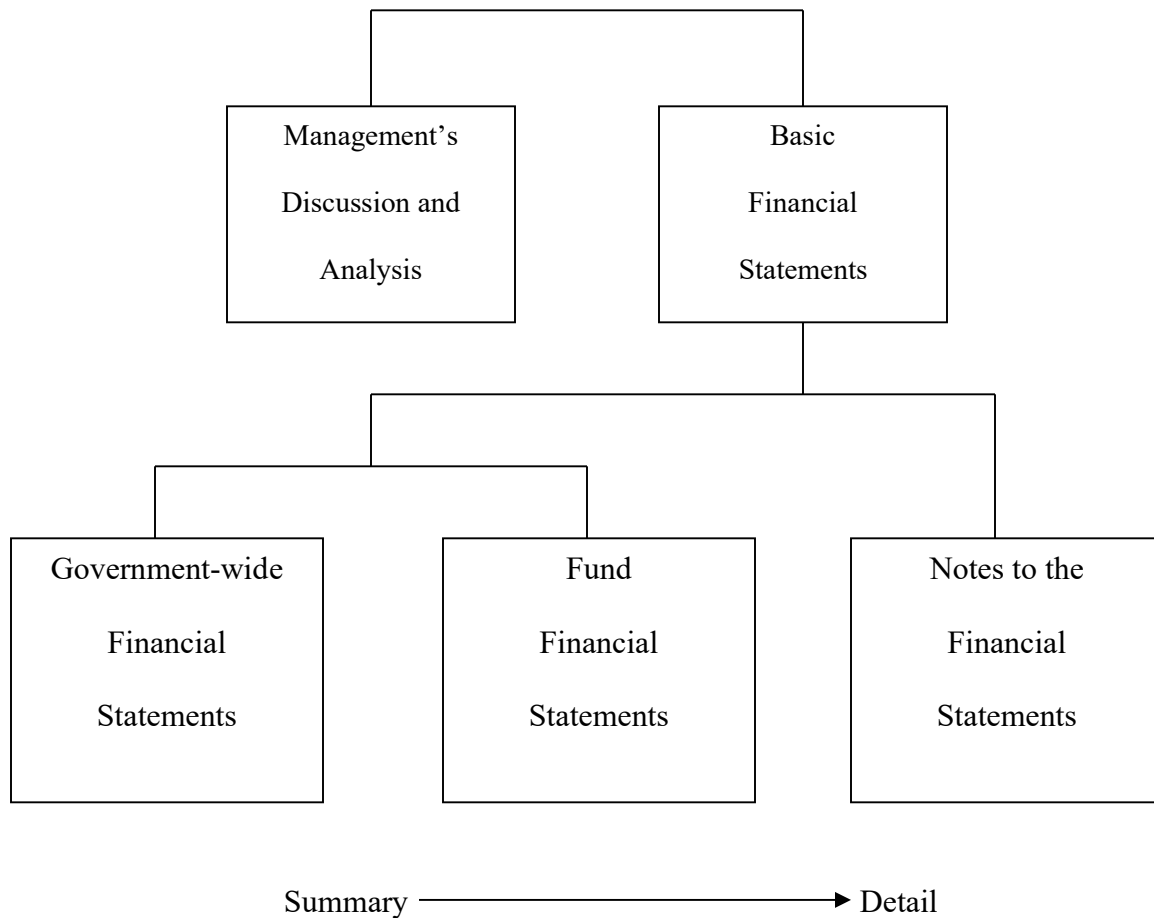 Management’s
Discussion and
Analysis
Basic
Financial
Statements
Government-wide
Financial
Statements
Fund
Financial
Statements
Notes to the
Financial
Statements
Summary
Detail